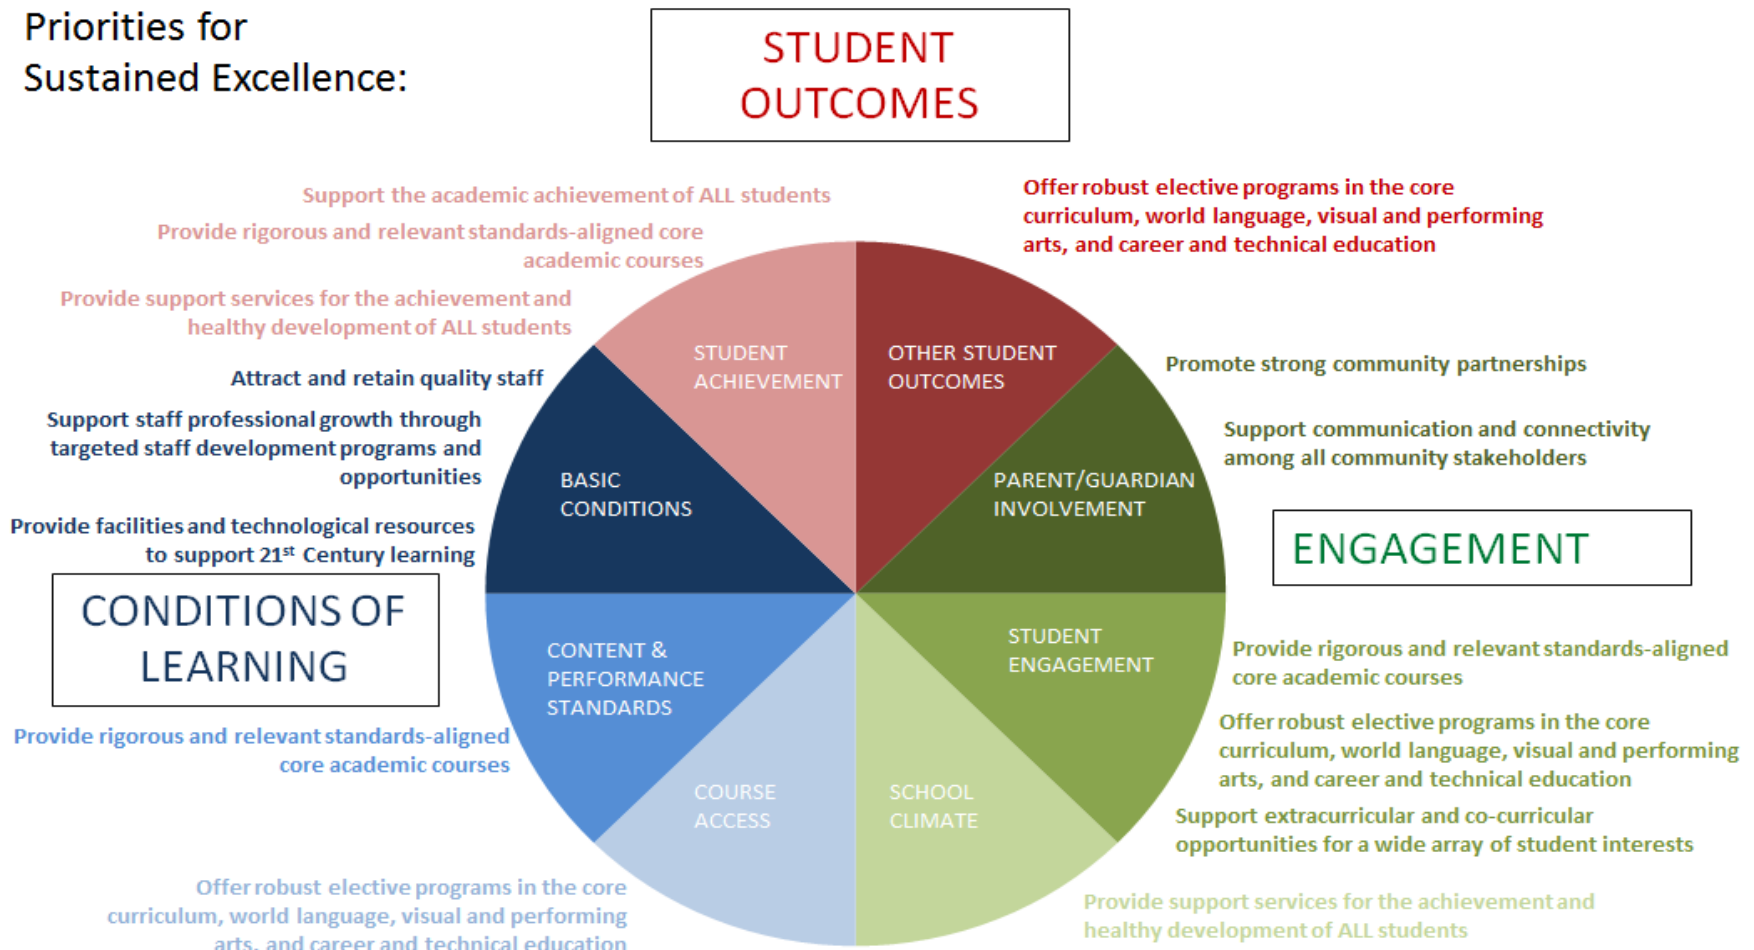 Priorities for
Sustained Excellence:
STUDENT
OUTCOMES
Support the academic achievement of ALL students
Provide rigorous and relevant standards-aligned core
academic courses
Provide support services for the achievement and
healthy development of ALL students
Offer robust elective programs in the core
curriculum, world language, visual and performing
arts, and career and technical education
STUDENT
ACHIEVEMENT
OTHER STUDENT
OUTCOMES
Attract and retain quality staff
Support staff professional growth through
targeted staff development programs and
opportunities
Provide facilities and technological resources
to support 21st Century learning
BASIC
CONDITIONS
PARENT/GUARDIAN
INVOLVEMENT
Promote strong community partnerships
Support communication and connectivity
among all community stakeholders
ENGAGEMENT
CONDITIONS OF
LEARNING
CONTENT &
PERFORMANCE
STANDARDS
STUDENT
ENGAGEMENT
Provide rigorous and relevant standards-aligned
core academic courses
Provide rigorous and relevant standards-aligned
core academic courses
Offer robust elective programs in the core
curriculum, world language, visual and performing
arts, and career and technical education
Support extracurricular and co-curricular
opportunities for a wide array of student interests
COURSE
ACCESS
SCHOOL
CLIMATE
Offer robust elective programs in the core
curriculum, world language, visual and performing
arts, and career and technical education
Provide support services for the achievement and
healthy development of ALL students